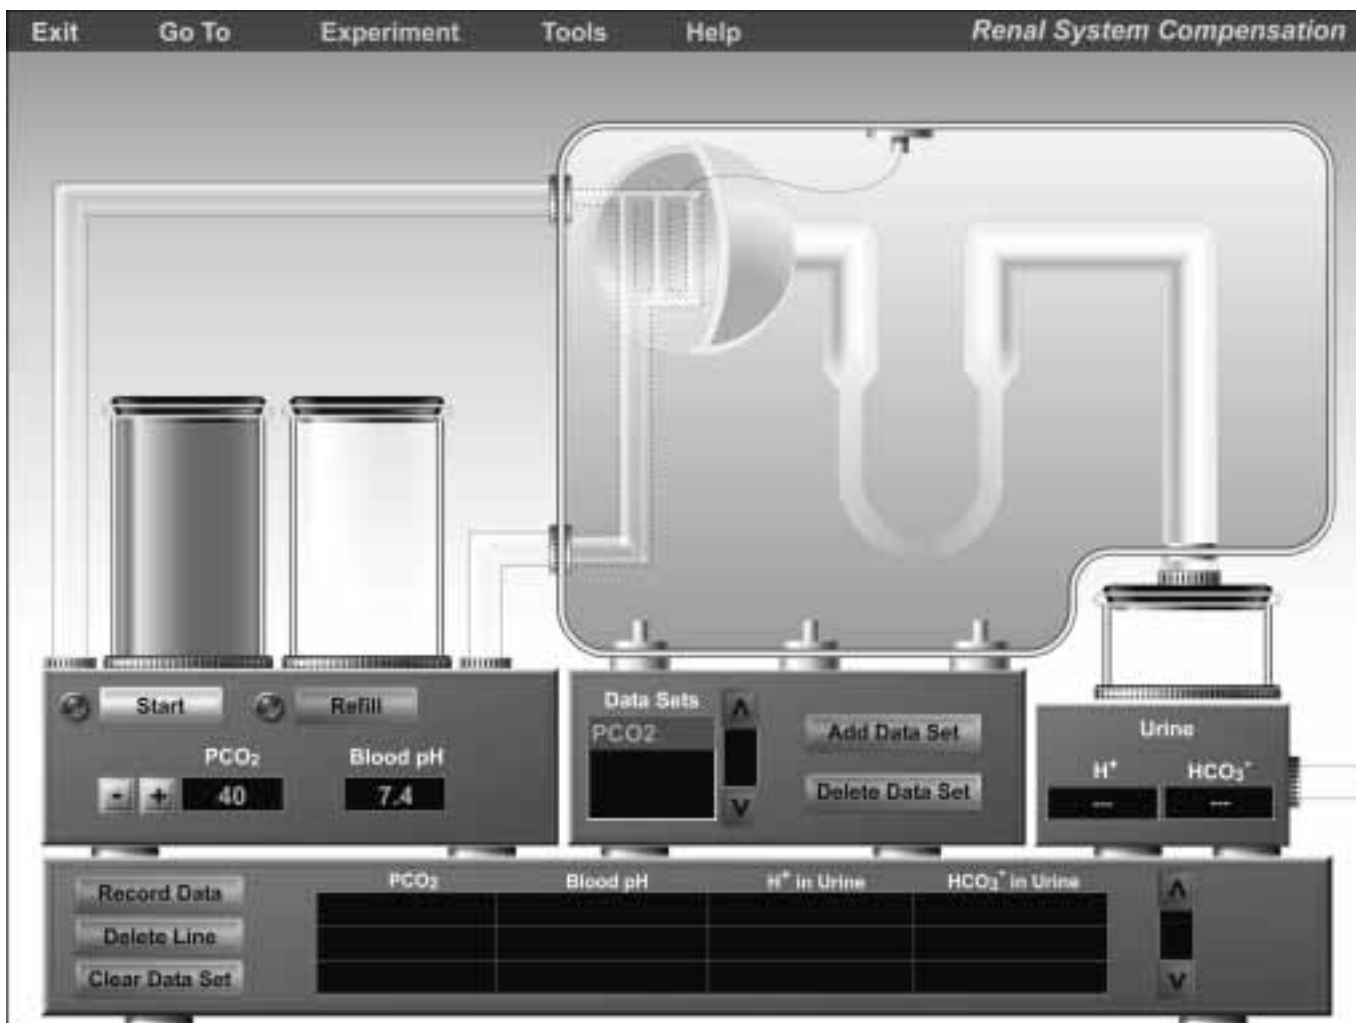 Exit Go To Experiment Tools Help Renal System Compensation
Start Refill
PCO₂ Blood pH
- + 40 7.4
Data Sets
PCO2
Add Data Set
Delete Data Set
Urine
H⁺ HCO₃⁻
--- ---
Record Data
Delete Line
Clear Data Set
PCO₂ Blood pH H⁺ in Urine HCO₃⁻ in Urine